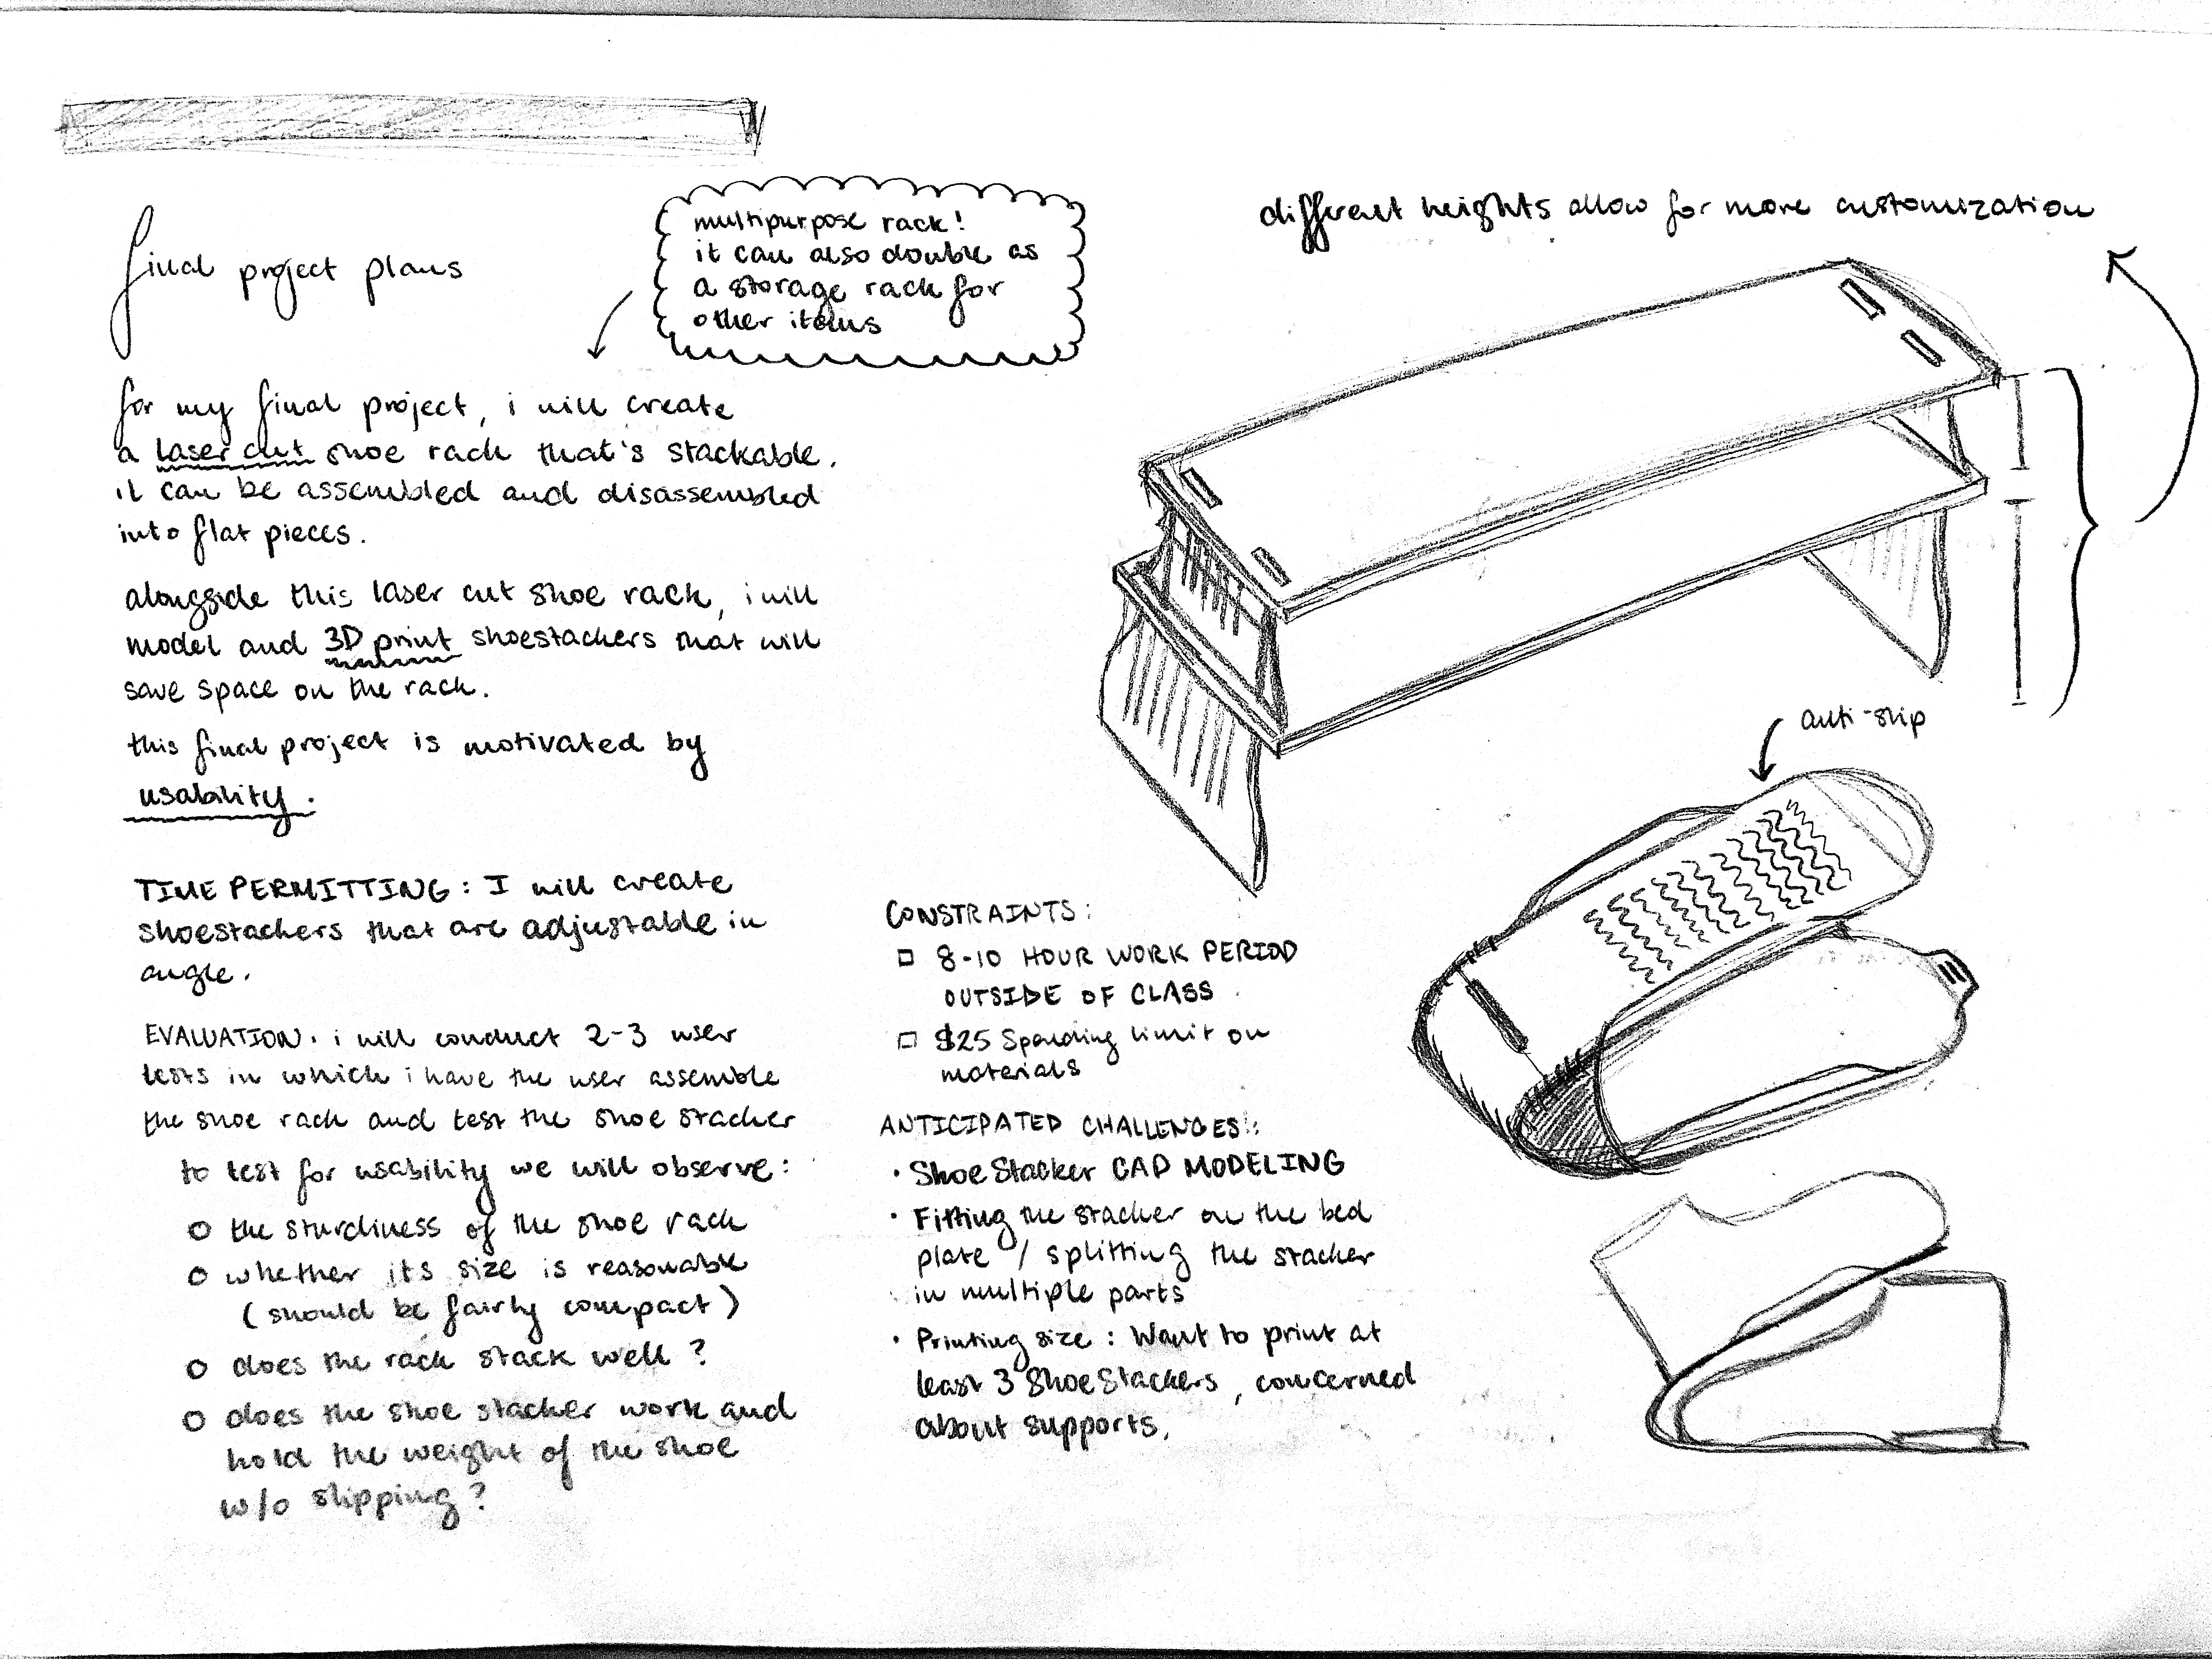 final project plans
multipurpose rack!
it can also double as
a storage rack for
other items
different heights allow for more customization
for my final project, i will create
a laser cut shoe rack that's stackable.
it can be assembled and disassembled
into flat pieces.
alongside this laser cut shoe rack, i will
model and 3D print shoestackers that will
save space on the rack.
this final project is motivated by
usability.
anti-slip
TIME PERMITTING: I will create
shoestackers that are adjustable in
angle.
EVALUATION. i will conduct 2-3 user
tests in which i have the user assemble
the shoe rack and test the shoe stacker
to test for usability we will observe:
the sturdiness of the shoe rack
whether its size is reasonable
(should be fairly compact)
does the rack stack well?
does the shoe stacker work and
hold the weight of the shoe
w/o slipping?
CONSTRAINTS:
8-10 HOUR WORK PERIOD
OUTSIDE OF CLASS
$25 Spending limit on
materials
ANTICIPATED CHALLENGES:
• ShoeStacker CAD MODELING
• Fitting the stacker on the bed
plate / splitting the stacker
in multiple parts
• Printing size: Want to print at
least 3 ShoeStackers, concerned
about supports.